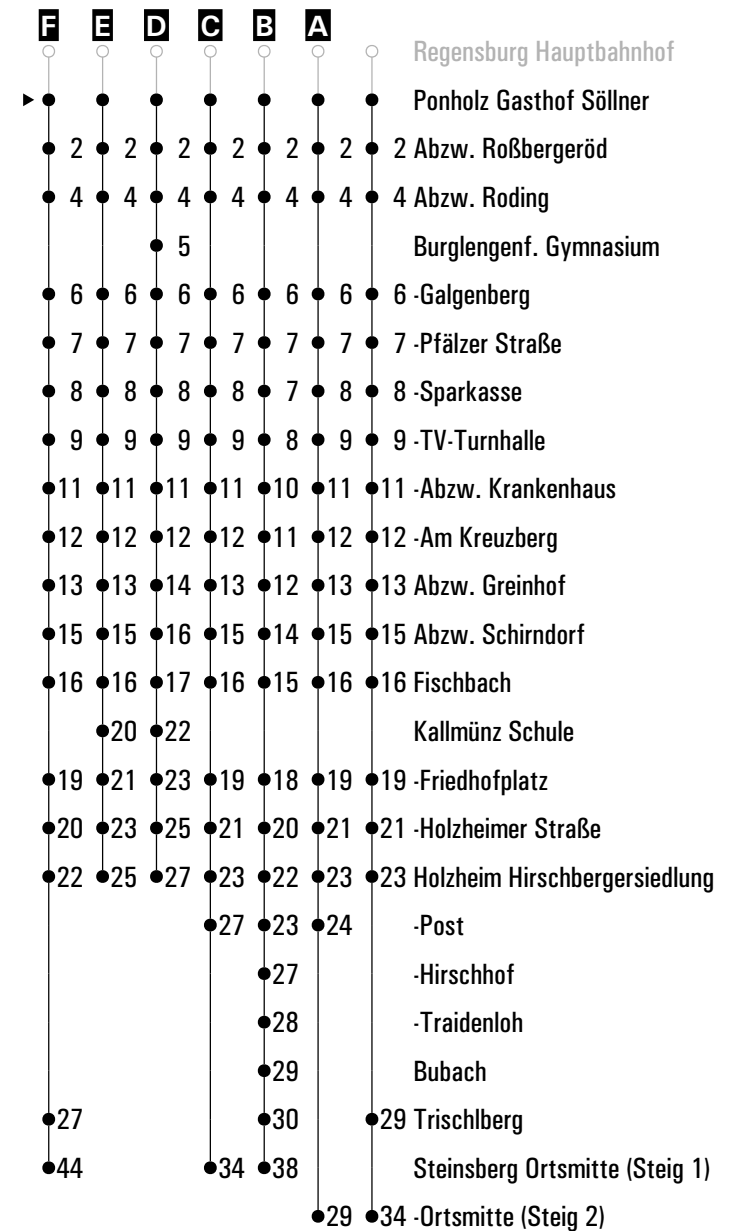 F E D C B A
Regensburg Hauptbahnhof
Ponholz Gasthof Söllner
2 2 2 2 2 2 2 Abzw. Roßbergeröd
4 4 4 4 4 4 4 Abzw. Roding
5 Burglengenf. Gymnasium
6 6 6 6 6 6 6 -Galgenberg
7 7 7 7 7 7 7 -Pfälzer Straße
8 8 8 8 7 8 8 -Sparkasse
9 9 9 9 8 9 9 -TV-Turnhalle
11 11 11 11 10 11 11 -Abzw. Krankenhaus
12 12 12 12 11 12 12 -Am Kreuzberg
13 13 14 13 12 13 13 Abzw. Greinhof
15 15 16 15 14 15 15 Abzw. Schirndorf
16 16 17 16 15 16 16 Fischbach
20 22 Kallmünz Schule
19 21 23 19 18 19 19 -Friedhofplatz
20 23 25 21 20 21 21 -Holzheimer Straße
22 25 27 23 22 23 23 Holzheim Hirschbergersiedlung
27 23 24 -Post
27 -Hirschhof
28 -Traidenloh
29 Bubach
27 30 29 Trischlberg
44 34 38 Steinsberg Ortsmitte (Steig 1)
29 34 -Ortsmitte (Steig 2)